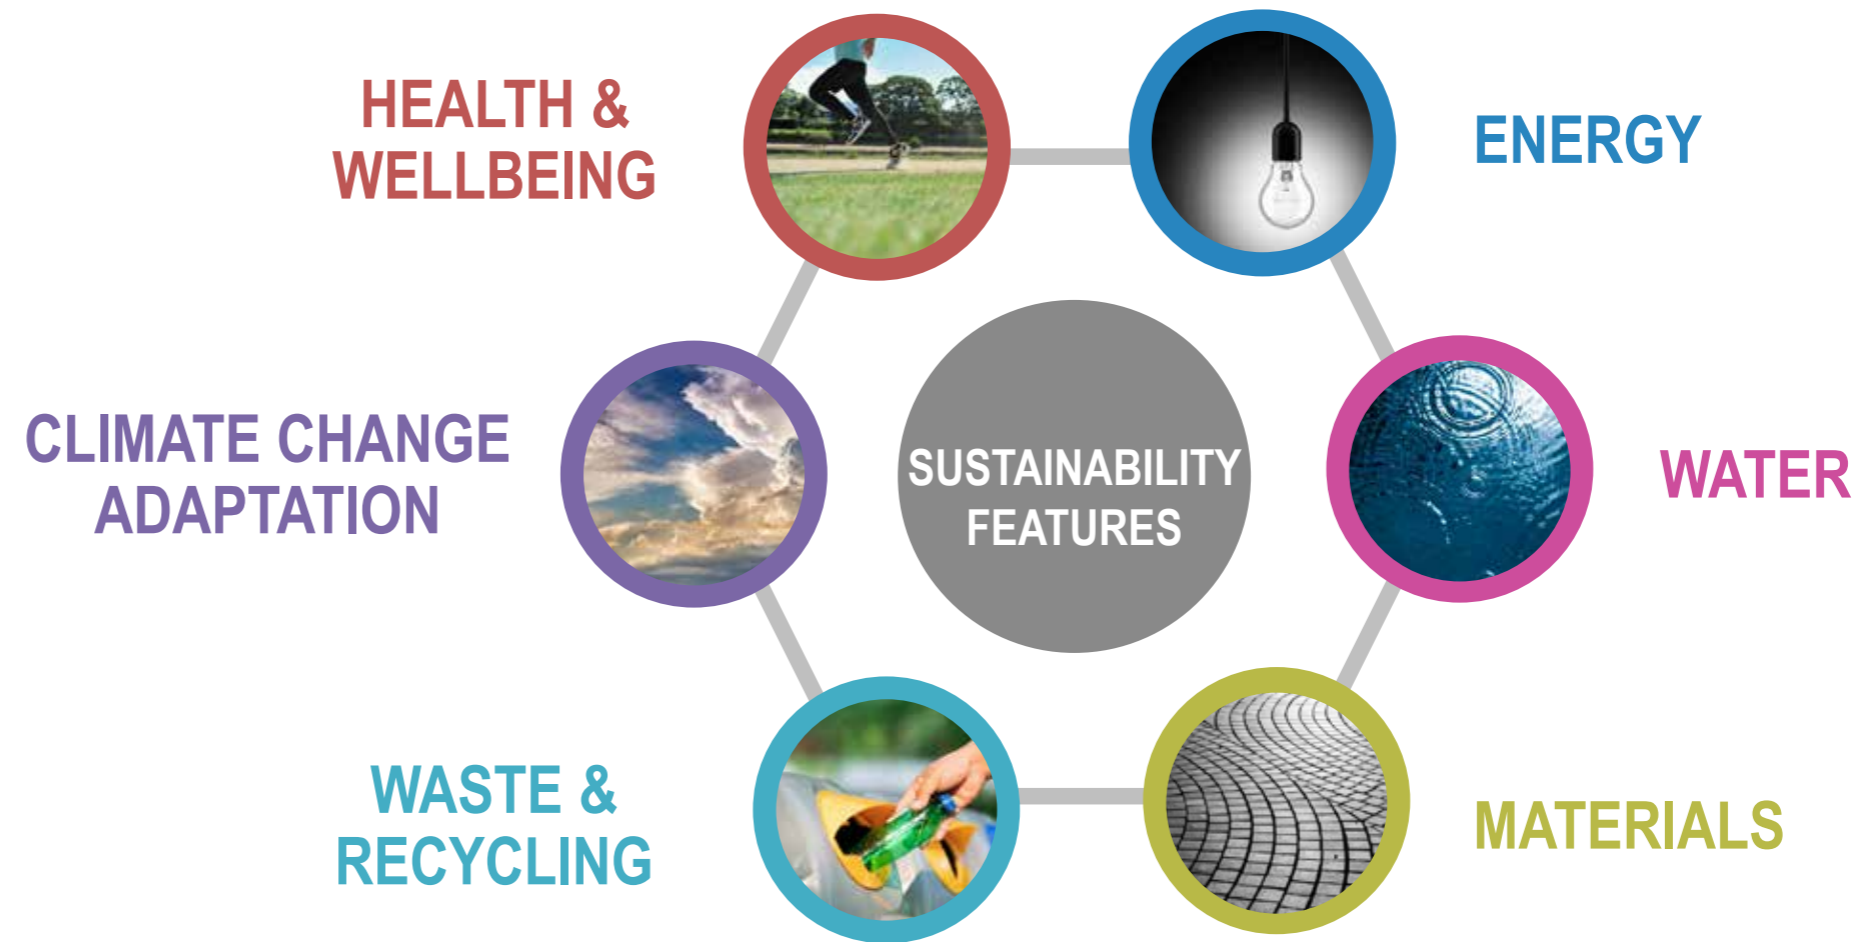 HEALTH &
WELLBEING
ENERGY
CLIMATE CHANGE
ADAPTATION
SUSTAINABILITY
FEATURES
WATER
WASTE &
RECYCLING
MATERIALS